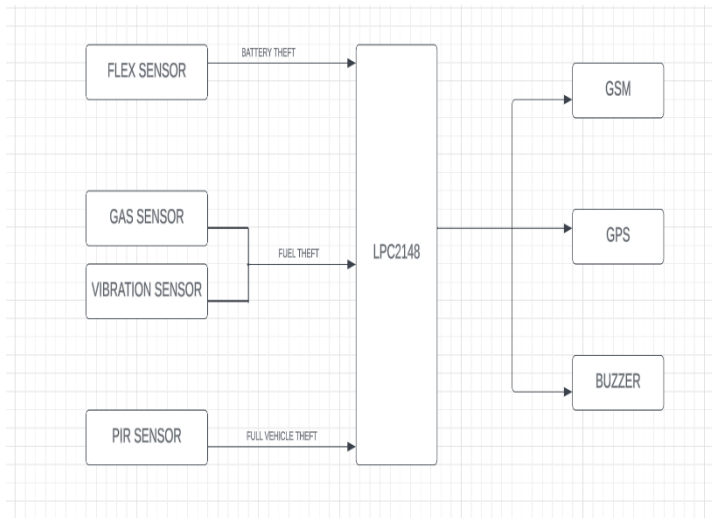 FLEX SENSOR
BATTERY THEFT
GSM
GAS SENSOR
GPS
FUEL THEFT
LPC2148
VIBRATION SENSOR
BUZZER
PIR SENSOR
FULL VEHICLE THEFT